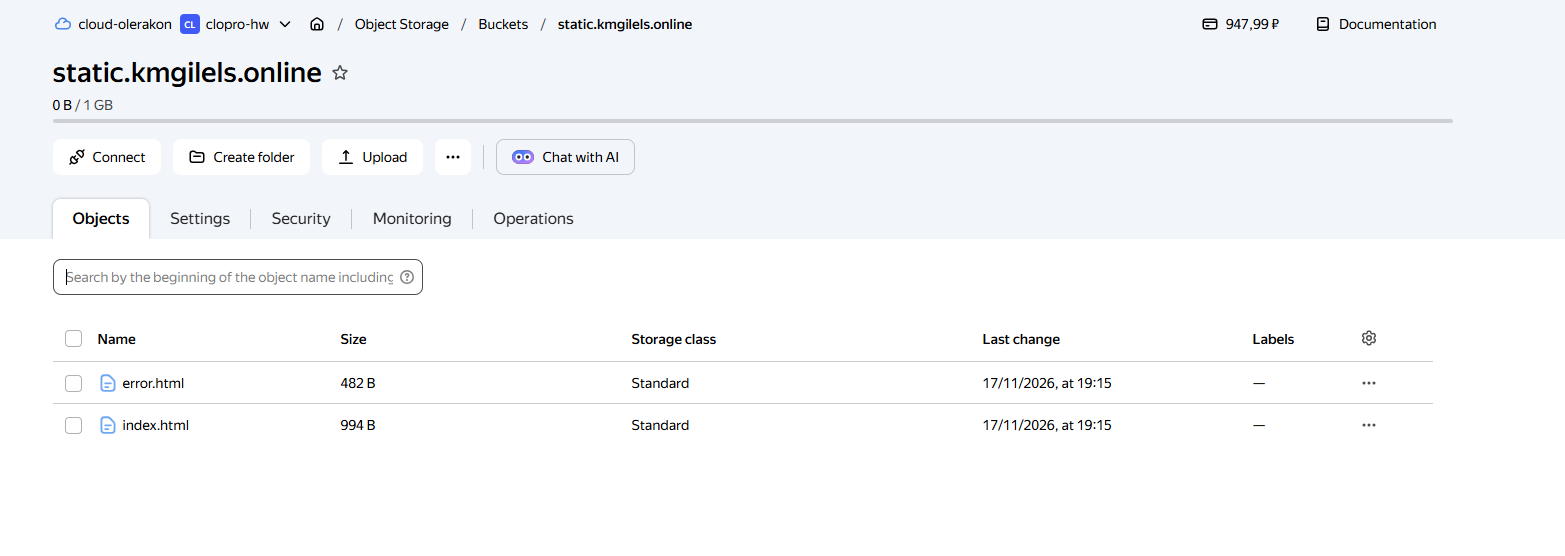 cloud-olerakon CL clopro-hw / Object Storage / Buckets / static.kmgilels.online 947,99 ₽ Documentation
static.kmgilels.online
0 B / 1 GB
Connect Create folder Upload ••• Chat with AI
Objects Settings Security Monitoring Operations
Search by the beginning of the object name including
Name Size Storage class Last change Labels
error.html 482 B Standard 17/11/2026, at 19:15 —
index.html 994 B Standard 17/11/2026, at 19:15 —